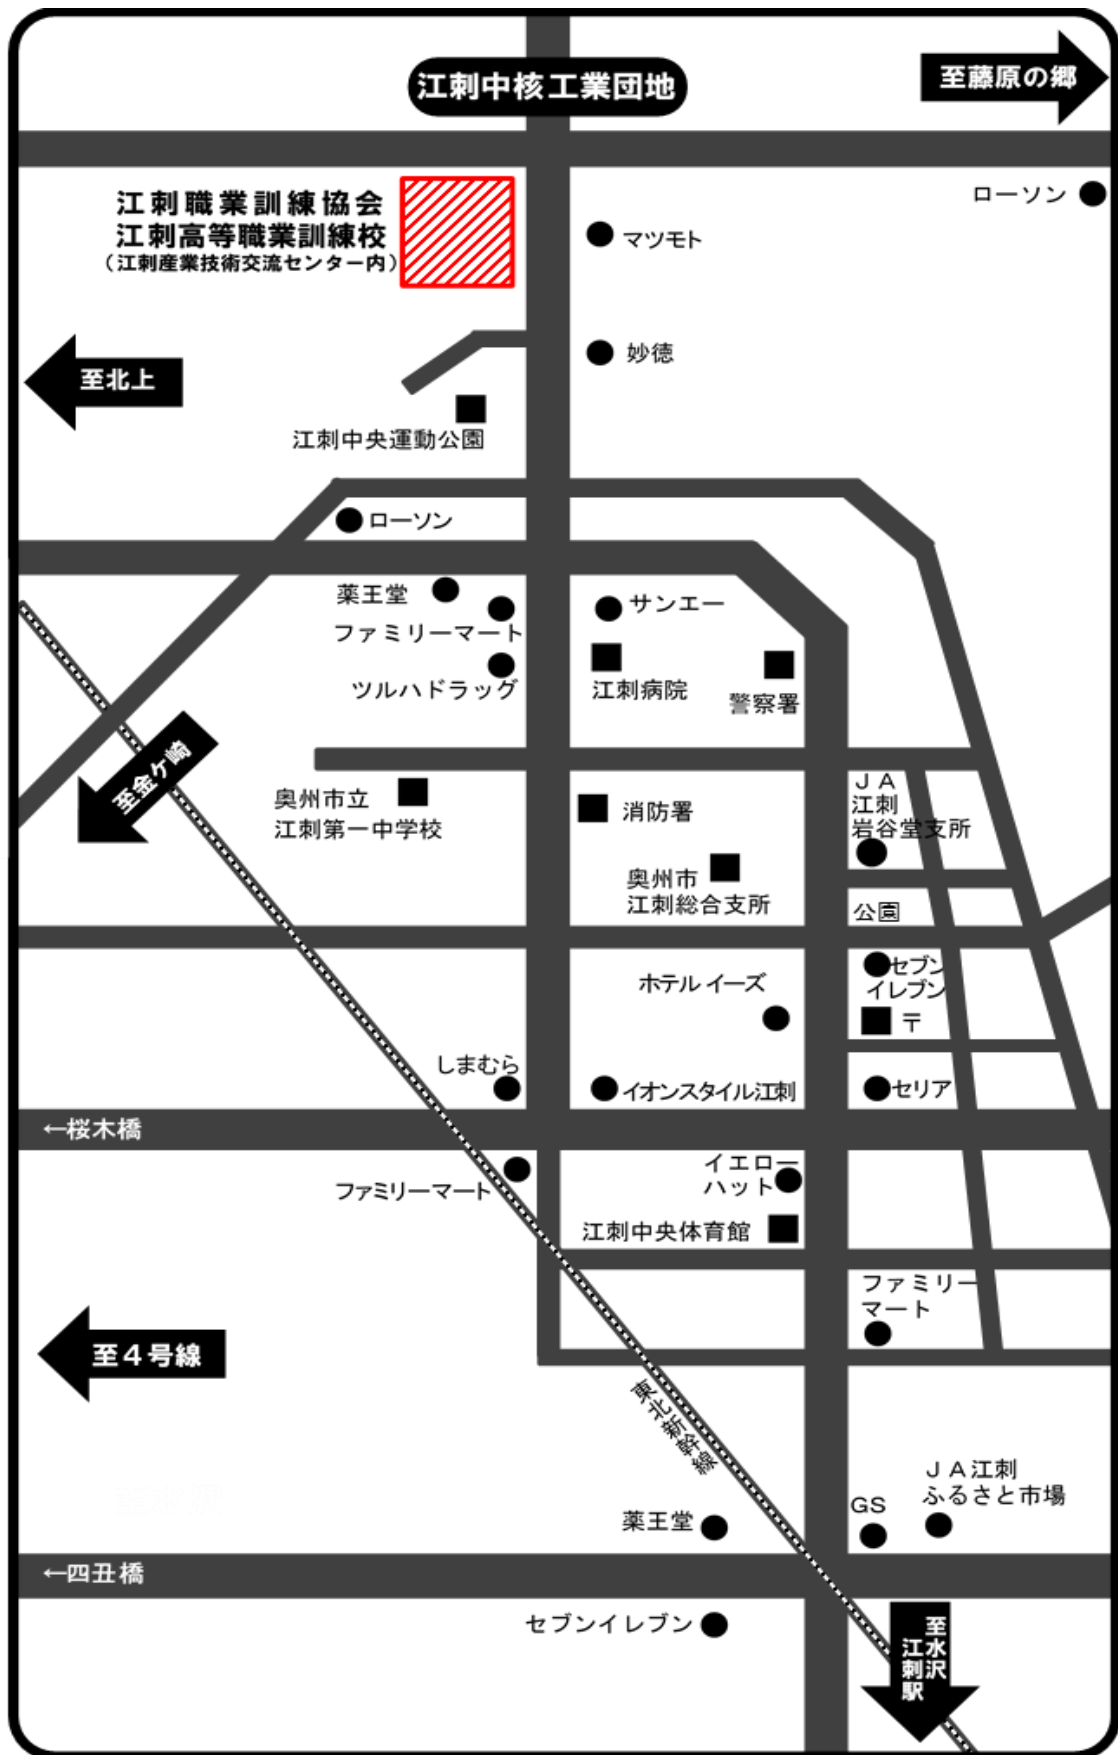 江刺中核工業団地
至藤原の郷
ローソン
江刺職業訓練協会
江刺高等職業訓練校
（江刺産業技術交流センター内）
マツモト
妙徳
至北上
江刺中央運動公園
ローソン
薬王堂
ファミリーマート
ツルハドラッグ
サンエー
江刺病院
警察署
至金ケ崎
奥州市立
江刺第一中学校
消防署
奥州市
江刺総合支所
ＪＡ
江刺
岩谷堂支所
公園
ホテル イーズ
セブン
イレブン
〒
しまむら
イオンスタイル江刺
セリア
←桜木橋
ファミリーマート
イエロー
ハット
江刺中央体育館
ファミリー
マート
至４号線
東北新幹線
薬王堂
GS
ＪＡ江刺
ふるさと市場
←四丑橋
セブンイレブン
至水沢
江刺駅